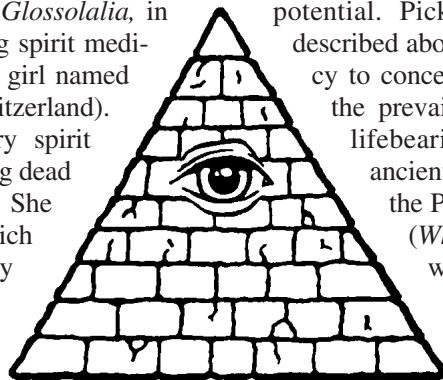 Glossolalia, in
g spirit medi-
girl named
itzerland).
ry spirit
g dead
She
ich
y
potential. Pick
described abo
cy to conce
the prevai
lifebeari
ancien
the P
(W
w